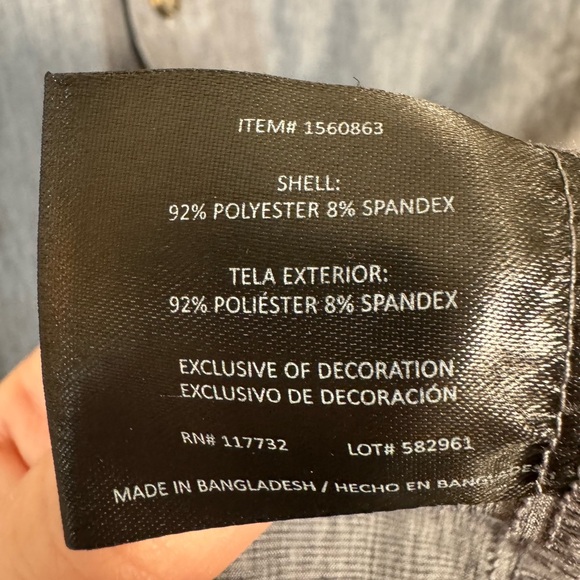 ITEM# 1560863
SHELL:
92% POLYESTER 8% SPANDEX
TELA EXTERIOR:
92% POLIÉSTER 8% SPANDEX
EXCLUSIVE OF DECORATION
EXCLUSIVO DE DECORACIÓN
RN# 117732 LOT# 582961
MADE IN BANGLADESH / HECHO EN BANGLADESH